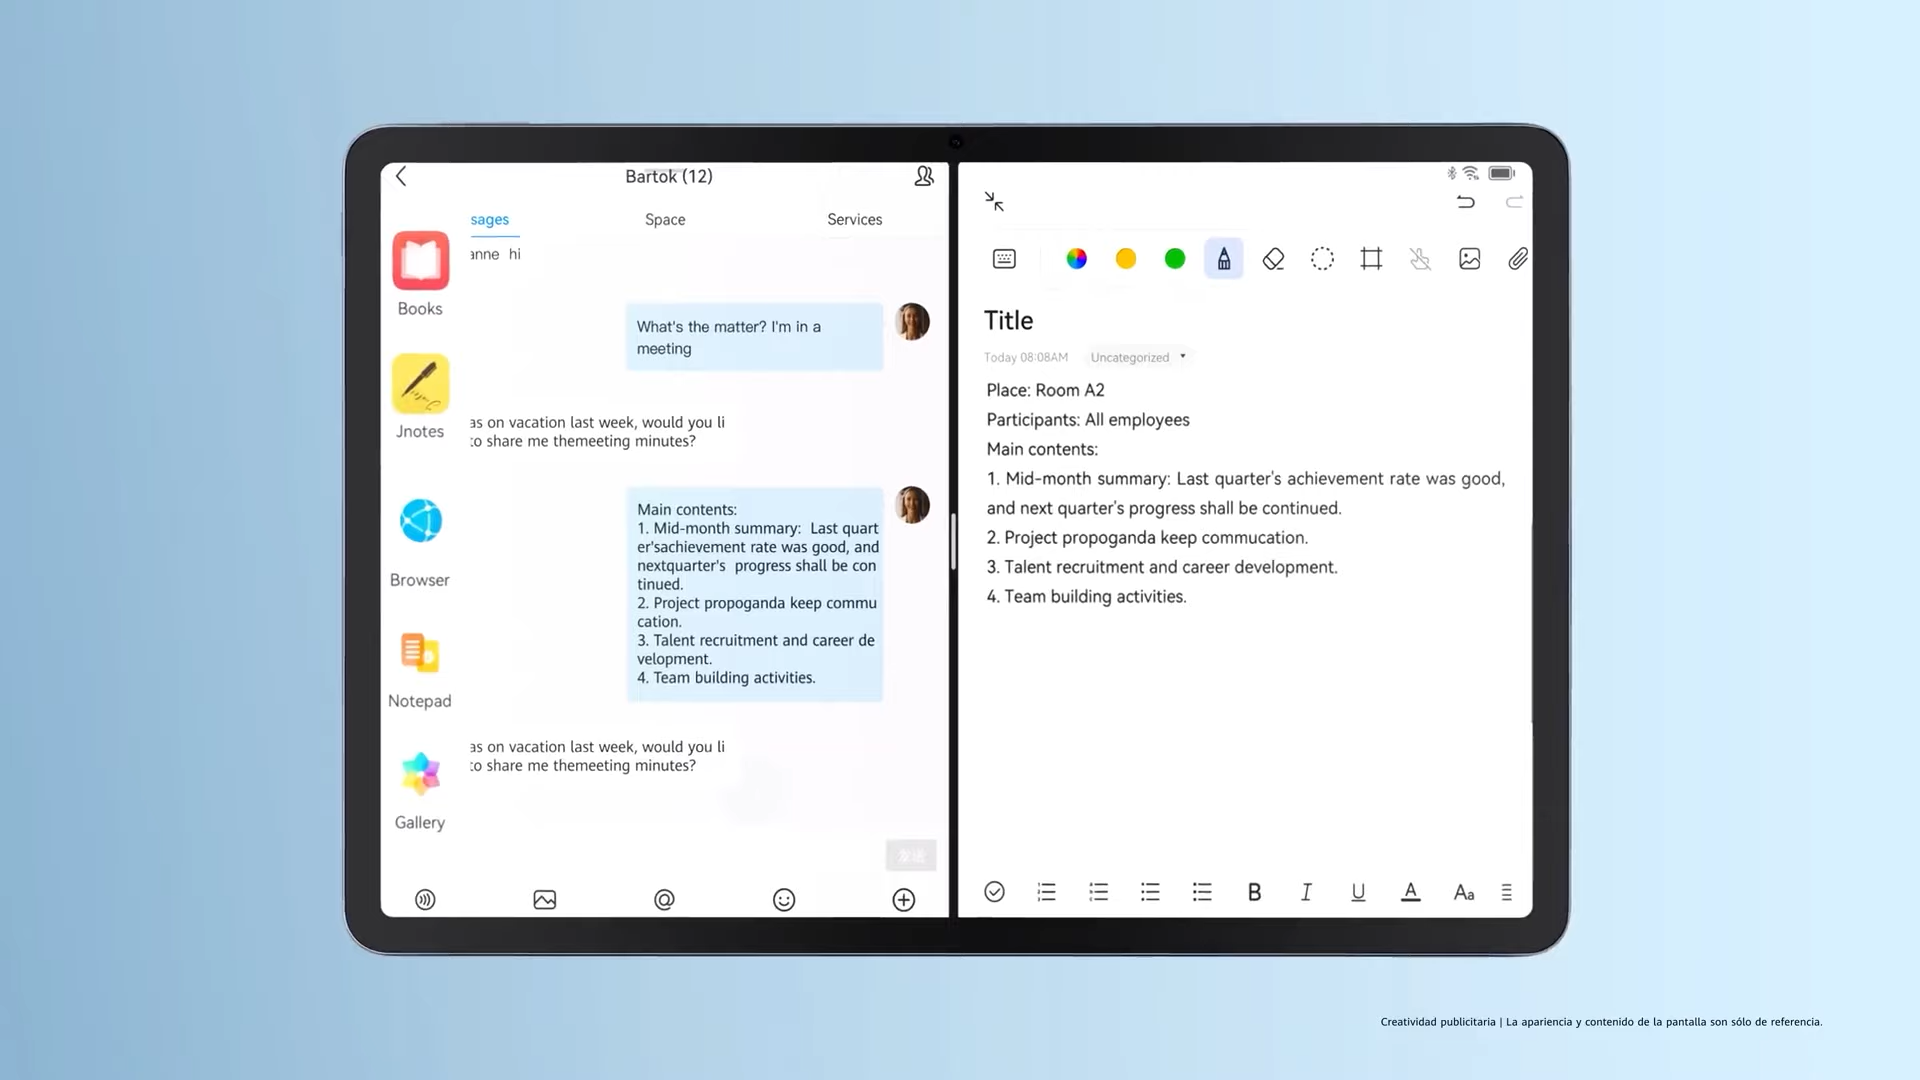 Bartok (12)
sages
Space
Services
anne hi
Books
What's the matter? I'm in a
meeting
Jnotes
as on vacation last week, would you li
to share me themeeting minutes?
Main contents:
1. Mid-month summary: Last quart
er'sachievement rate was good, and
nextquarter's progress shall be con
tinued.
2. Project propoganda keep commu
cation.
3. Talent recruitment and career de
velopment.
4. Team building activities.
Browser
Notepad
as on vacation last week, would you li
to share me themeeting minutes?
Gallery
发送
Title
Today 08:08AM
Uncategorized
Place: Room A2
Participants: All employees
Main contents:
1. Mid-month summary: Last quarter's achievement rate was good,
and next quarter's progress shall be continued.
2. Project propoganda keep commucation.
3. Talent recruitment and career development.
4. Team building activities.
B I U A Aa
Creatividad publicitaria | La apariencia y contenido de la pantalla son sólo de referencia.